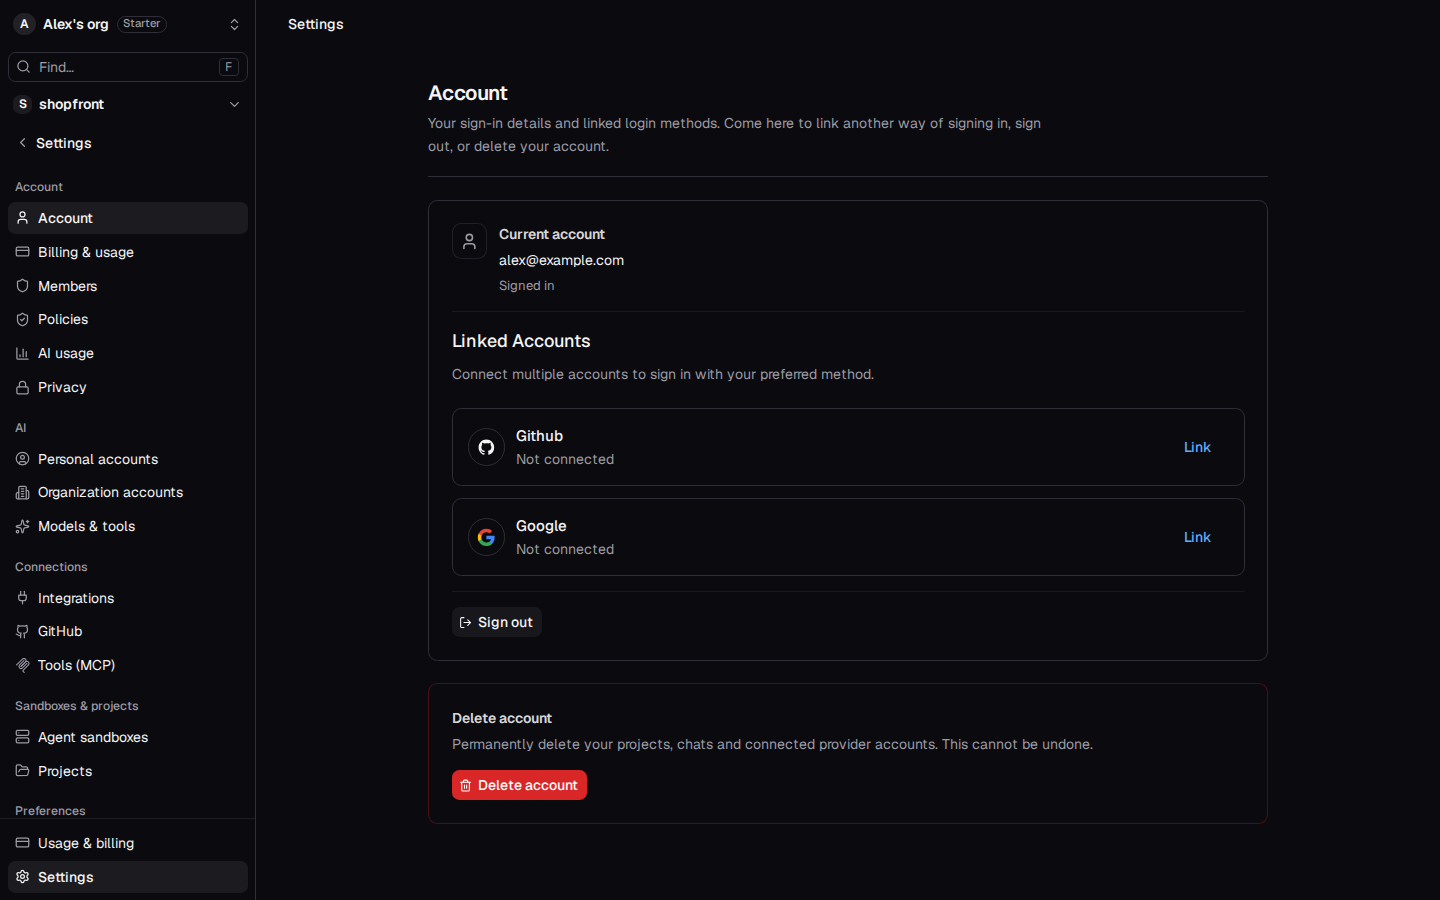 A Alex's org Starter
Find... F
S shopfront
Settings
Account
Account
Billing & usage
Members
Policies
AI usage
Privacy
AI
Personal accounts
Organization accounts
Models & tools
Connections
Integrations
GitHub
Tools (MCP)
Sandboxes & projects
Agent sandboxes
Projects
Preferences
Usage & billing
Settings
Settings
Account
Your sign-in details and linked login methods. Come here to link another way of signing in, sign
out, or delete your account.
Current account
alex@example.com
Signed in
Linked Accounts
Connect multiple accounts to sign in with your preferred method.
Github
Not connected
Link
Google
Not connected
Link
Sign out
Delete account
Permanently delete your projects, chats and connected provider accounts. This cannot be undone.
Delete account